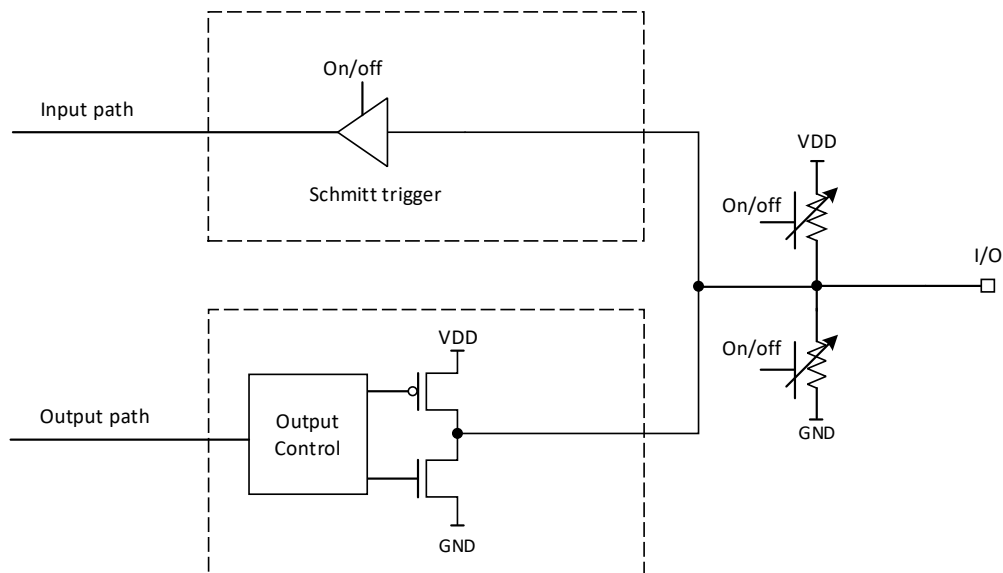 On/off
Input path
Schmitt trigger
VDD
On/off
I/O
On/off
GND
VDD
Output path
Output
Control
GND